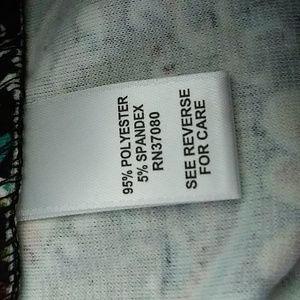 95% POLYESTER
5% SPANDEX
RN37080
SEE REVERSE
FOR CARE